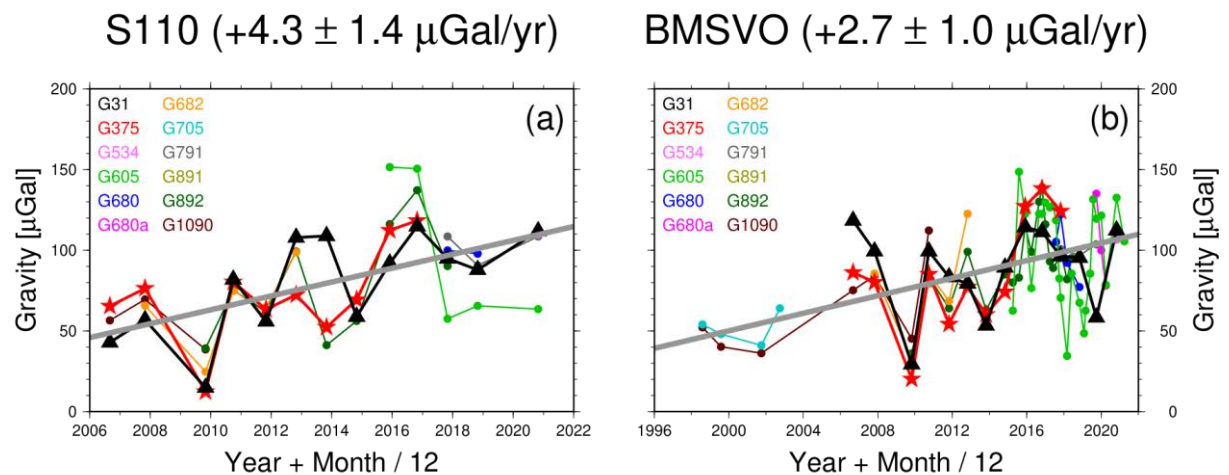 S110 (+4.3 ± 1.4 μGal/yr)
BMSVO (+2.7 ± 1.0 μGal/yr)
200
150
100
50
0
Gravity [μGal]
G31 G682
G375 G705
G534 G791
G605 G891
G680 G892
G680a G1090
(a)
2006 2008 2010 2012 2014 2016 2018 2020 2022
Year + Month / 12
G31 G682
G375 G705
G534 G791
G605 G891
G680 G892
G680a G1090
(b)
200
150
100
50
0
Gravity [μGal]
1996 2000 2004 2008 2012 2016 2020
Year + Month / 12